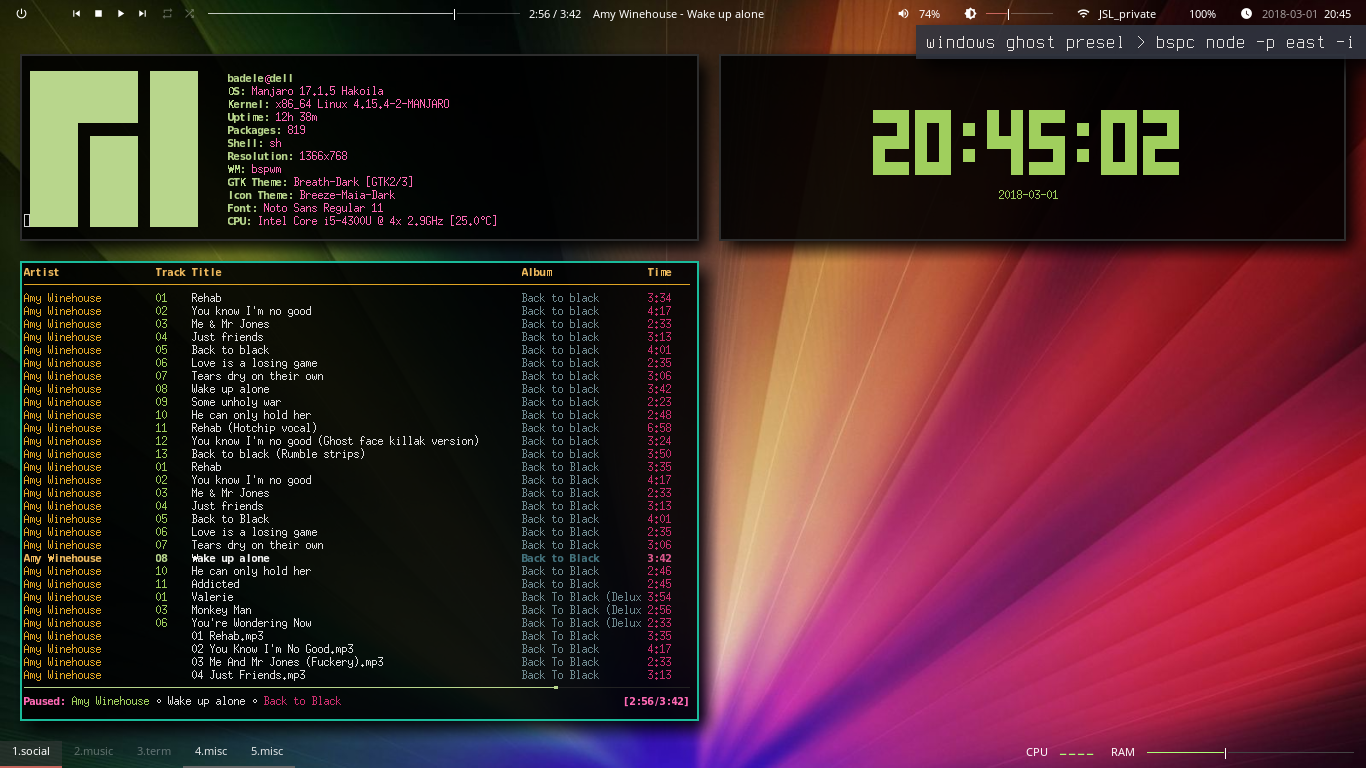 2:56 / 3:42 Amy Winehouse - Wake up alone 74% JSL_private 100% 2018-03-01 20:45
windows ghost presel > bspc node -p east -i
badele@dell
OS: Manjaro 17.1.5 Hakoila
Kernel: x86_64 Linux 4.15.4-2-MANJARO
Uptime: 12h 38m
Packages: 819
Shell: sh
Resolution: 1366x768
WM: bspwm
GTK Theme: Breath-Dark [GTK2/3]
Icon Theme: Breeze-Maia-Dark
Font: Noto Sans Regular 11
CPU: Intel Core i5-4300U @ 4x 2.9GHz [25.0°C]
20:45:02
2018-03-01
Artist Track Title Album Time
Amy Winehouse 01 Rehab Back to black 3:34
Amy Winehouse 02 You know I'm no good Back to black 4:17
Amy Winehouse 03 Me & Mr Jones Back to black 2:33
Amy Winehouse 04 Just friends Back to black 3:13
Amy Winehouse 05 Back to black Back to black 4:01
Amy Winehouse 06 Love is a losing game Back to black 2:35
Amy Winehouse 07 Tears dry on their own Back to black 3:06
Amy Winehouse 08 Wake up alone Back to black 3:42
Amy Winehouse 09 Some unholy war Back to black 2:23
Amy Winehouse 10 He can only hold her Back to black 2:48
Amy Winehouse 11 Rehab (Hotchip vocal) Back to black 6:58
Amy Winehouse 12 You know I'm no good (Ghost face killak version) Back to black 3:24
Amy Winehouse 13 Back to black (Rumble strips) Back to black 3:50
Amy Winehouse 01 Rehab Back to Black 3:35
Amy Winehouse 02 You know I'm no good Back to Black 4:17
Amy Winehouse 03 Me & Mr Jones Back to Black 2:33
Amy Winehouse 04 Just friends Back to Black 3:13
Amy Winehouse 05 Back to Black Back to Black 4:01
Amy Winehouse 06 Love is a losing game Back to Black 2:35
Amy Winehouse 07 Tears dry on their own Back to Black 3:06
Amy Winehouse 08 Wake up alone Back to Black 3:42
Amy Winehouse 10 He can only hold her Back to Black 2:46
Amy Winehouse 11 Addicted Back to Black 2:45
Amy Winehouse 01 Valerie Back To Black (Delux 3:54
Amy Winehouse 03 Monkey Man Back To Black (Delux 2:56
Amy Winehouse 06 You're Wondering Now Back To Black (Delux 2:33
Amy Winehouse 01 Rehab.mp3 Back To Black 3:35
Amy Winehouse 02 You Know I'm No Good.mp3 Back To Black 4:17
Amy Winehouse 03 Me And Mr Jones (Fuckery).mp3 Back To Black 2:33
Amy Winehouse 04 Just Friends.mp3 Back To Black 3:13
Paused: Amy Winehouse ◦ Wake up alone ◦ Back to Black [2:56/3:42]
1.social 2.music 3.term 4.misc 5.misc CPU RAM